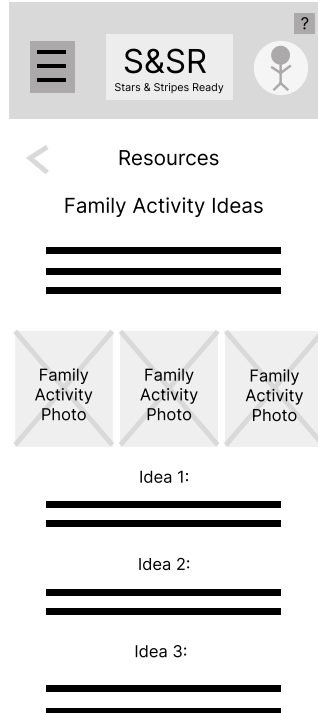 ?
S&SR
Stars & Stripes Ready
Resources
Family Activity Ideas
Family
Activity
Photo
Family
Activity
Photo
Family
Activity
Photo
Idea 1:
Idea 2:
Idea 3: